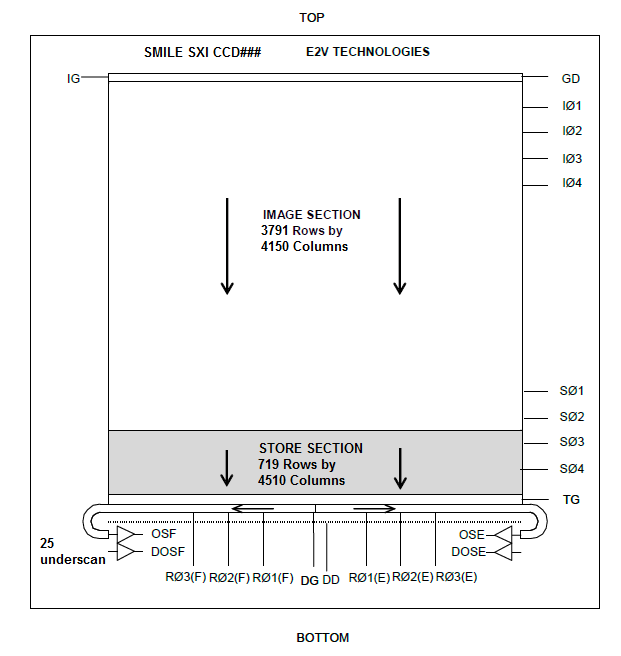 TOP
SMILE SXI CCD### E2V TECHNOLOGIES
IG GD
IØ1
IØ2
IØ3
IØ4
IMAGE SECTION
3791 Rows by
4150 Columns
SØ1
SØ2
SØ3
STORE SECTION
719 Rows by
4510 Columns
SØ4
TG
OSF OSE
25
underscan
DOSF DOSE
RØ3(F) RØ2(F) RØ1(F) DG DD RØ1(E) RØ2(E) RØ3(E)
BOTTOM